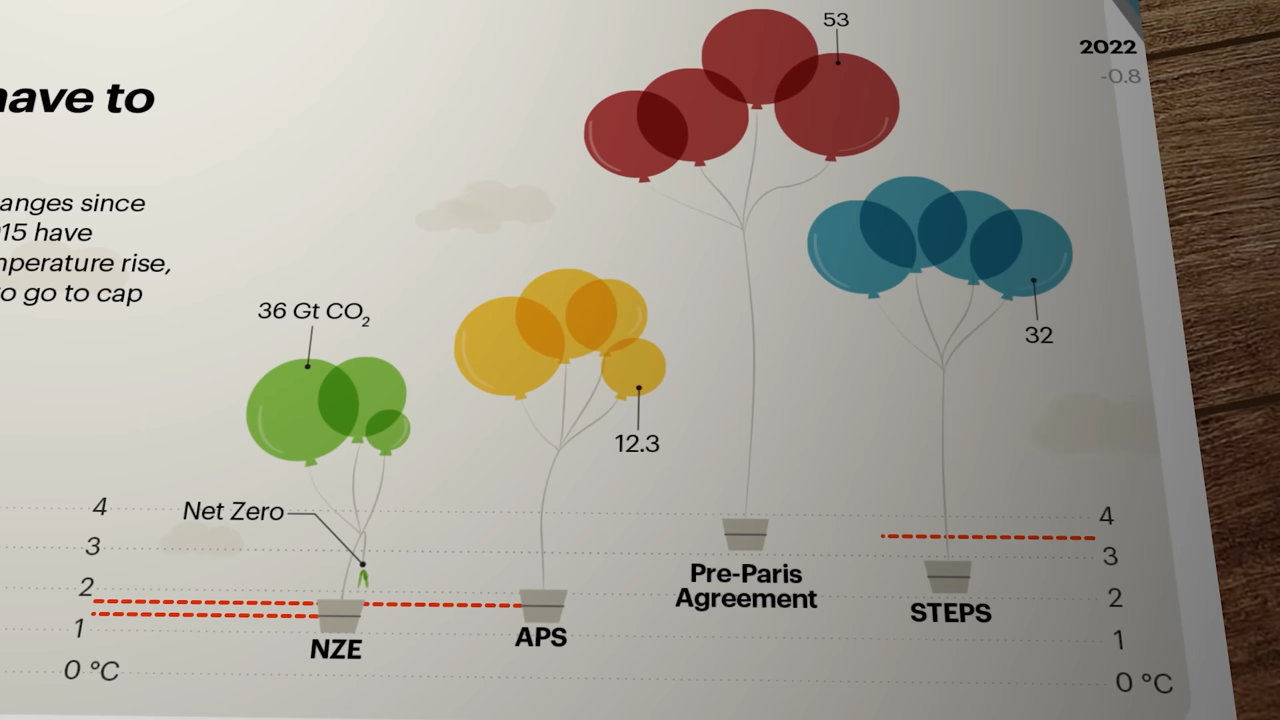 have to
anges since
15 have
perature rise,
to go to cap
53
2022
-0.8
36 Gt CO₂
32
12.3
4
Net Zero
4
3
3
2
2
1
1
0 °C
0 °C
Pre-Paris
Agreement
STEPS
APS
NZE